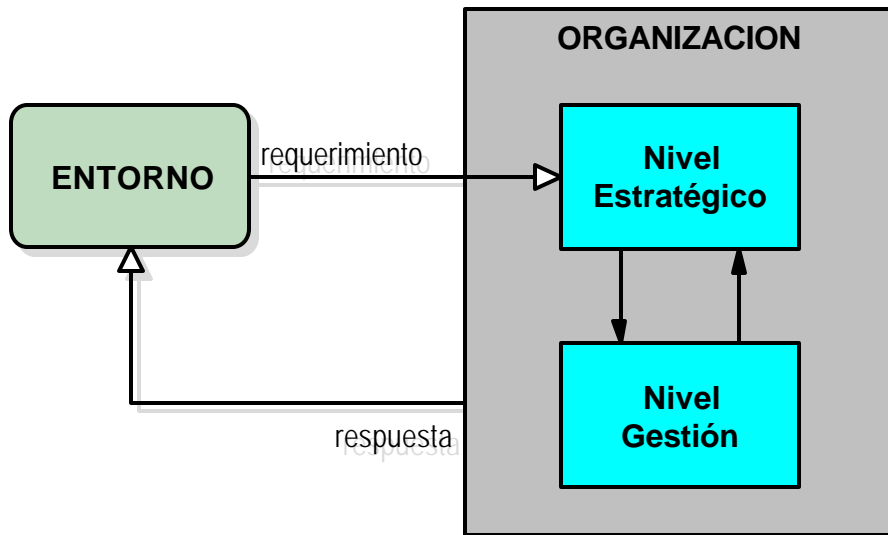 ORGANIZACION
ENTORNO
requerimiento
Nivel
Estratégico
Nivel
Gestión
respuesta